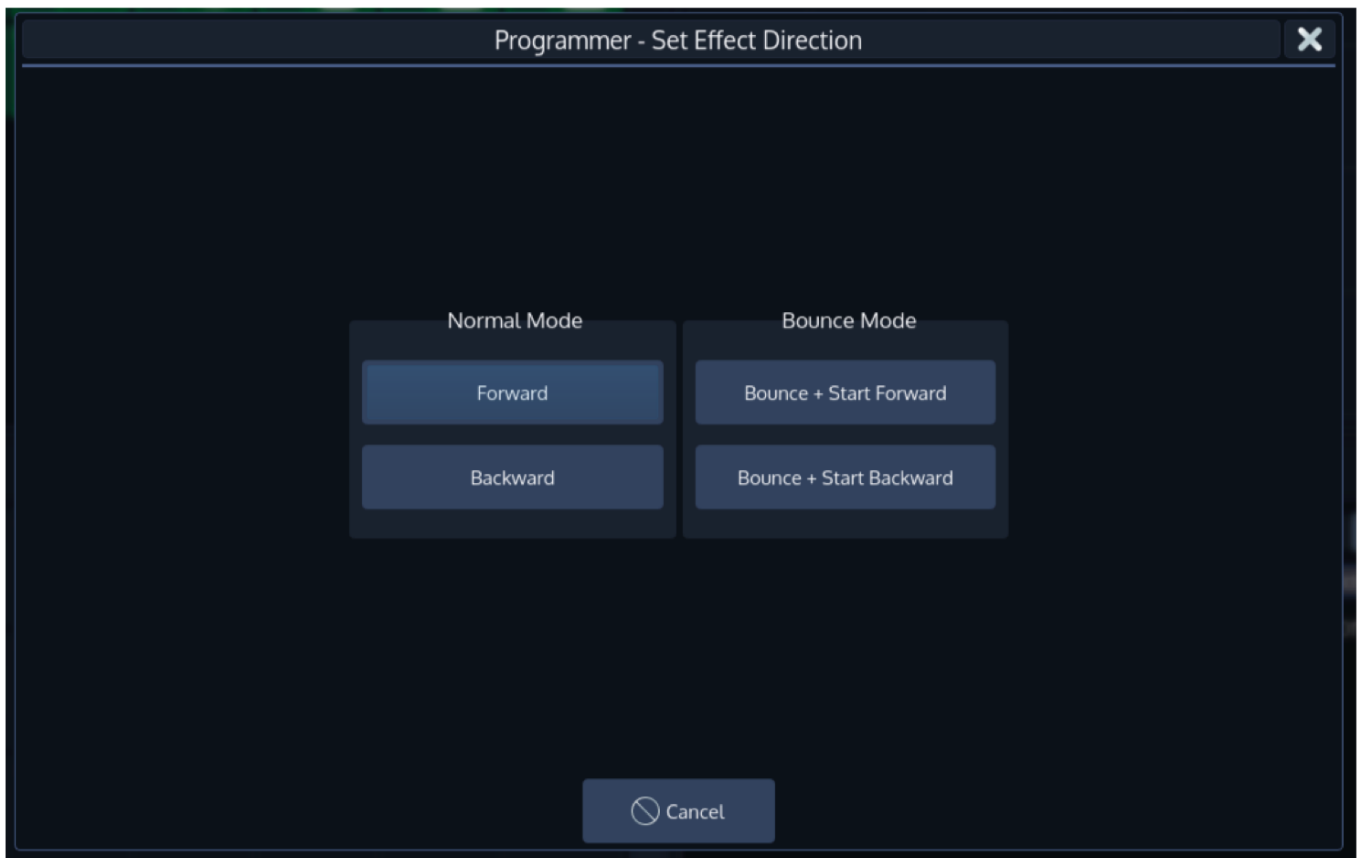 Programmer - Set Effect Direction
Normal Mode
Forward
Backward
Bounce Mode
Bounce + Start Forward
Bounce + Start Backward
Cancel